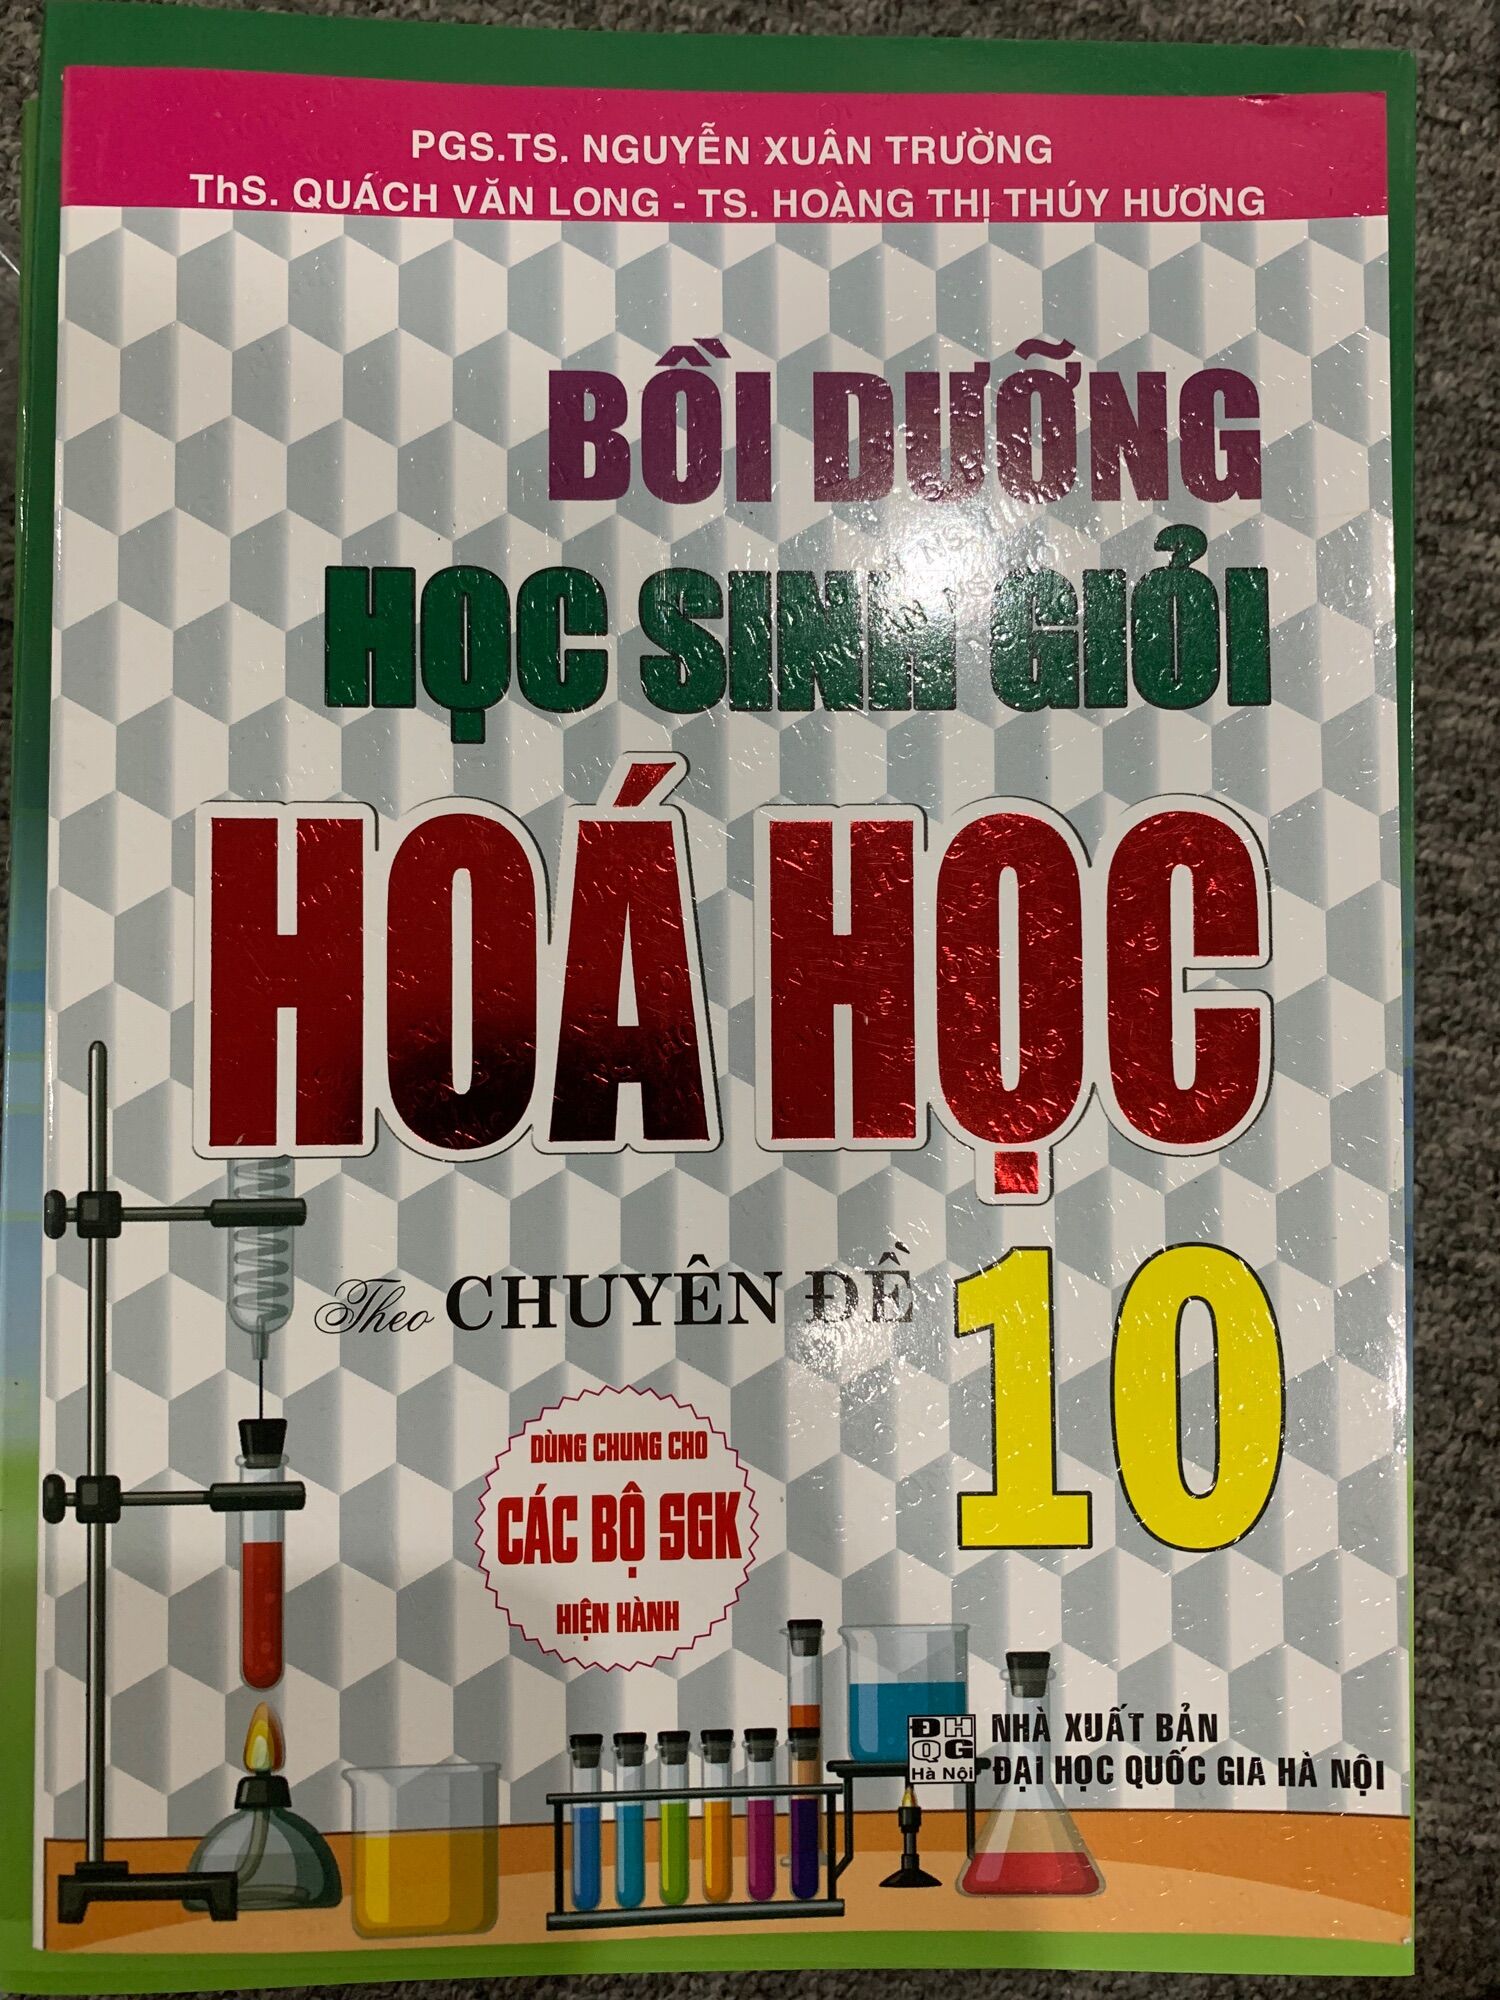 PGS.TS. NGUYỄN XUÂN TRƯỜNG
ThS. QUÁCH VĂN LONG - TS. HOÀNG THỊ THÚY HƯƠNG
BỒI DƯỠNG
HỌC SINH GIỎI
HOÁ HỌC
Theo CHUYÊN ĐỀ 10
DÙNG CHUNG CHO
CÁC BỘ SGK
HIỆN HÀNH
ĐH
QG
Hà Nội
NHÀ XUẤT BẢN
ĐẠI HỌC QUỐC GIA HÀ NỘI